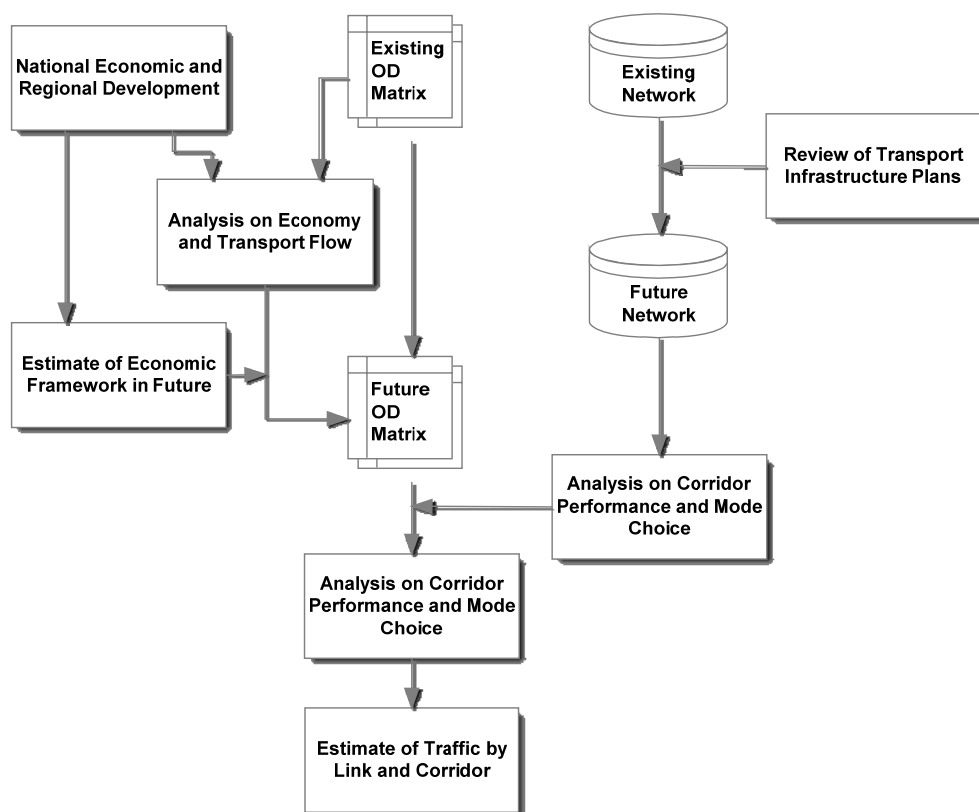 National Economic and
Regional Development
Existing
OD
Matrix
Existing
Network
Review of Transport
Infrastructure Plans
Analysis on Economy
and Transport Flow
Future
Network
Estimate of Economic
Framework in Future
Future
OD
Matrix
Analysis on Corridor
Performance and Mode
Choice
Analysis on Corridor
Performance and Mode
Choice
Estimate of Traffic by
Link and Corridor